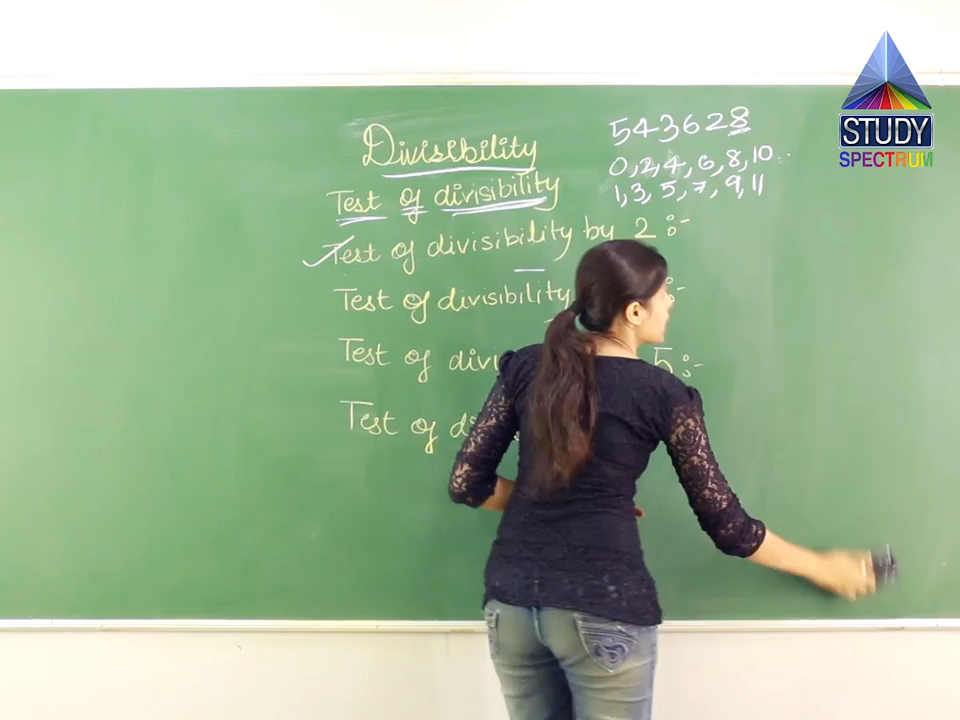 Divisibility
Test of divisibility
Test of divisibility by 2 :-
Test of divisibility :-
Test of 5 :-
Test of
543628
0, 2, 4, 6, 8, 10...
1, 3, 5, 7, 9, 11
STUDY
SPECTRUM